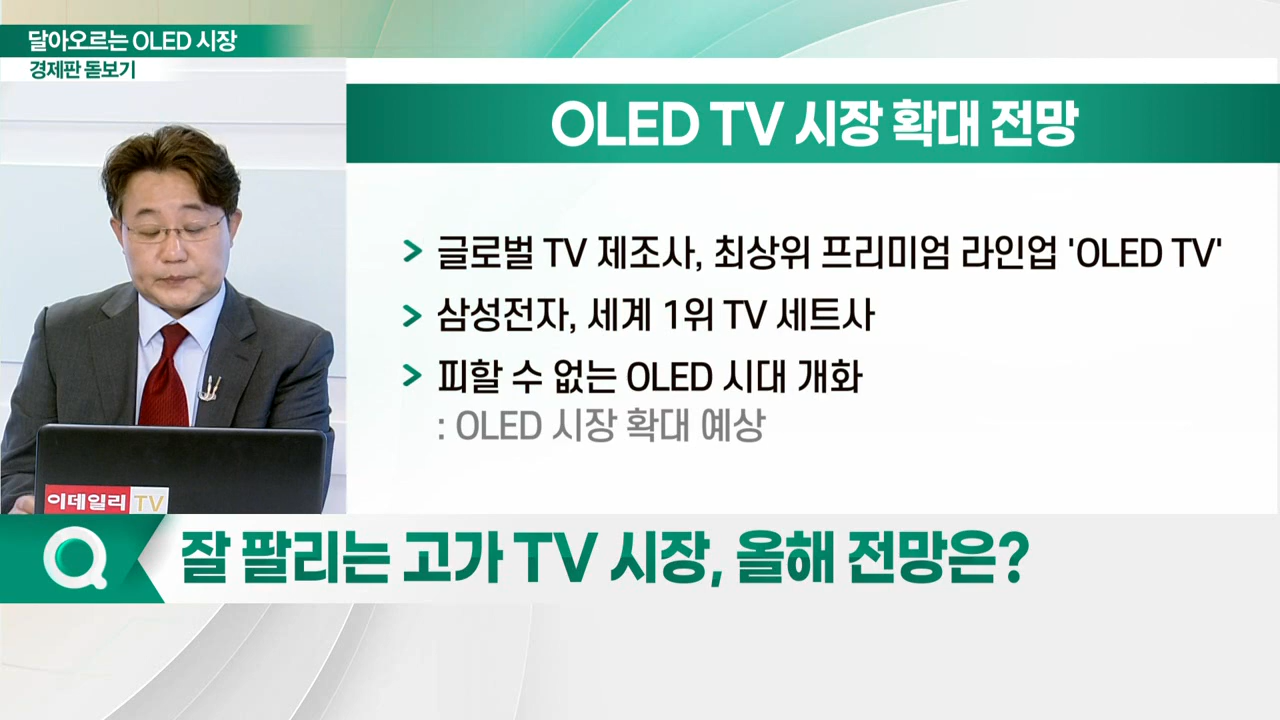 달아오르는 OLED 시장
경제판 돋보기
OLED TV 시장 확대 전망
> 글로벌 TV 제조사, 최상위 프리미엄 라인업 'OLED TV'
> 삼성전자, 세계 1위 TV 세트사
> 피할 수 없는 OLED 시대 개화
: OLED 시장 확대 예상
이데일리 TV
Q 잘 팔리는 고가 TV 시장, 올해 전망은?